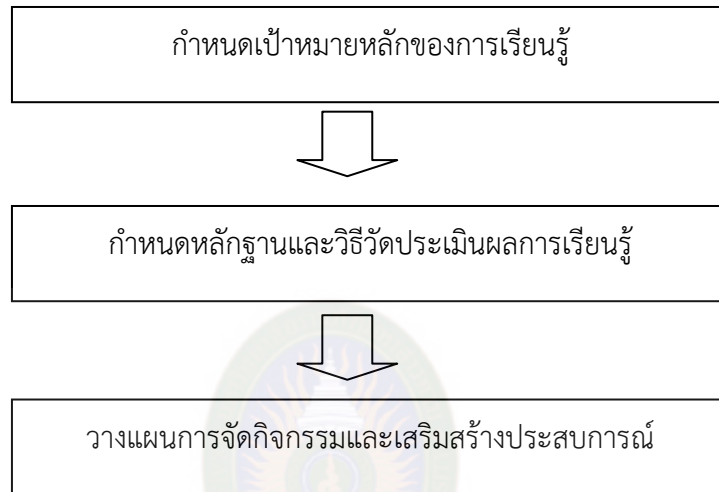 กำหนดเป้าหมายหลักของการเรียนรู้
กำหนดหลักฐานและวิธีวัดประเมินผลการเรียนรู้
วางแผนการจัดกิจกรรมและเสริมสร้างประสบการณ์